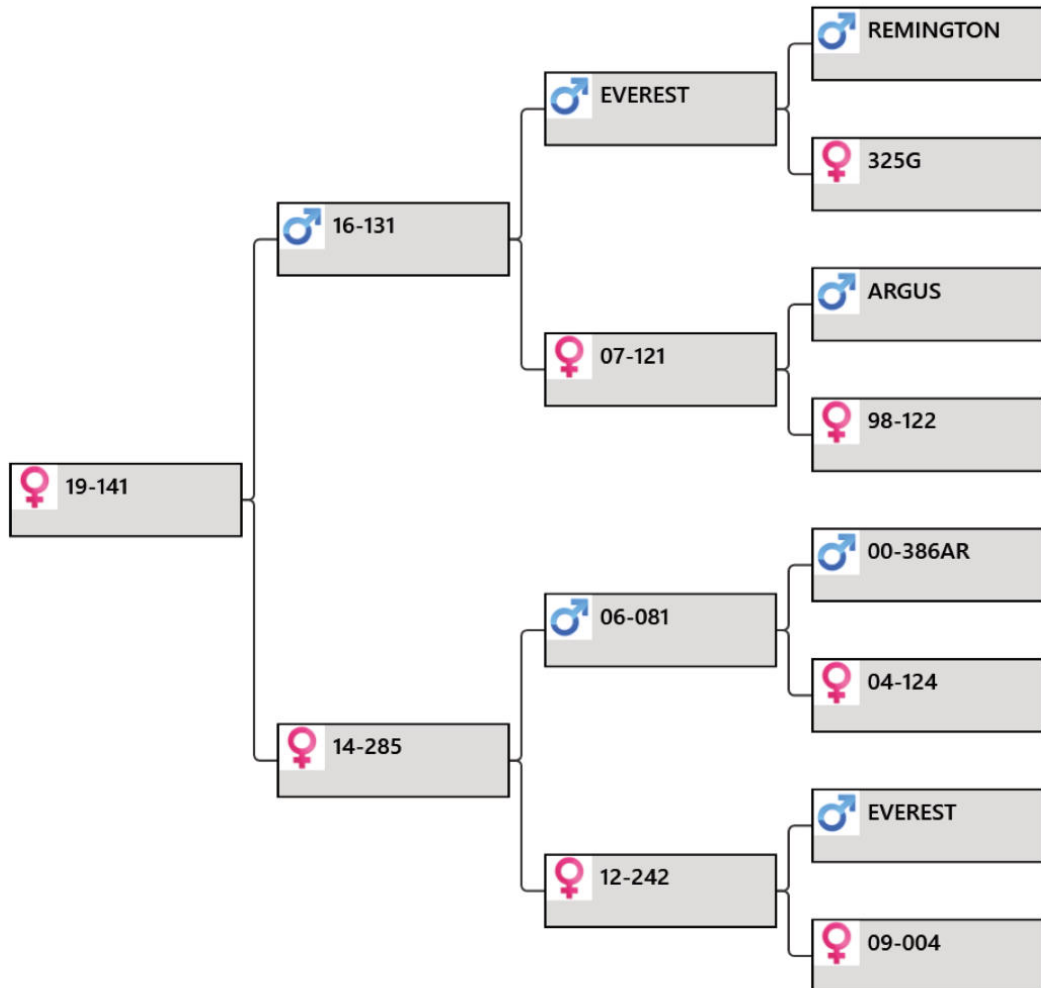 REMINGTON
EVEREST
325G
16-131
ARGUS
07-121
98-122
19-141
00-386AR
06-081
04-124
14-285
EVEREST
12-242
09-004